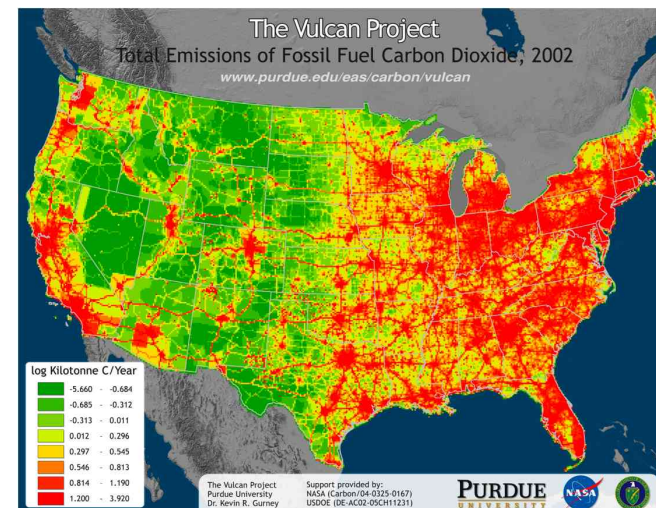 The Vulcan Project
Total Emissions of Fossil Fuel Carbon Dioxide, 2002
www.purdue.edu/eas/carbon/vulcan
log Kilotonne C/Year
-5.660 - -0.684
-0.685 - -0.312
-0.313 - 0.011
0.012 - 0.296
0.297 - 0.545
0.546 - 0.813
0.814 - 1.190
1.200 - 3.920
The Vulcan Project
Purdue University
Dr. Kevin R. Gurney
Support provided by:
NASA (Carbon/04-0325-0167)
USDOE (DE-AC02-05CH11231)
PURDUE
UNIVERSITY
NASA